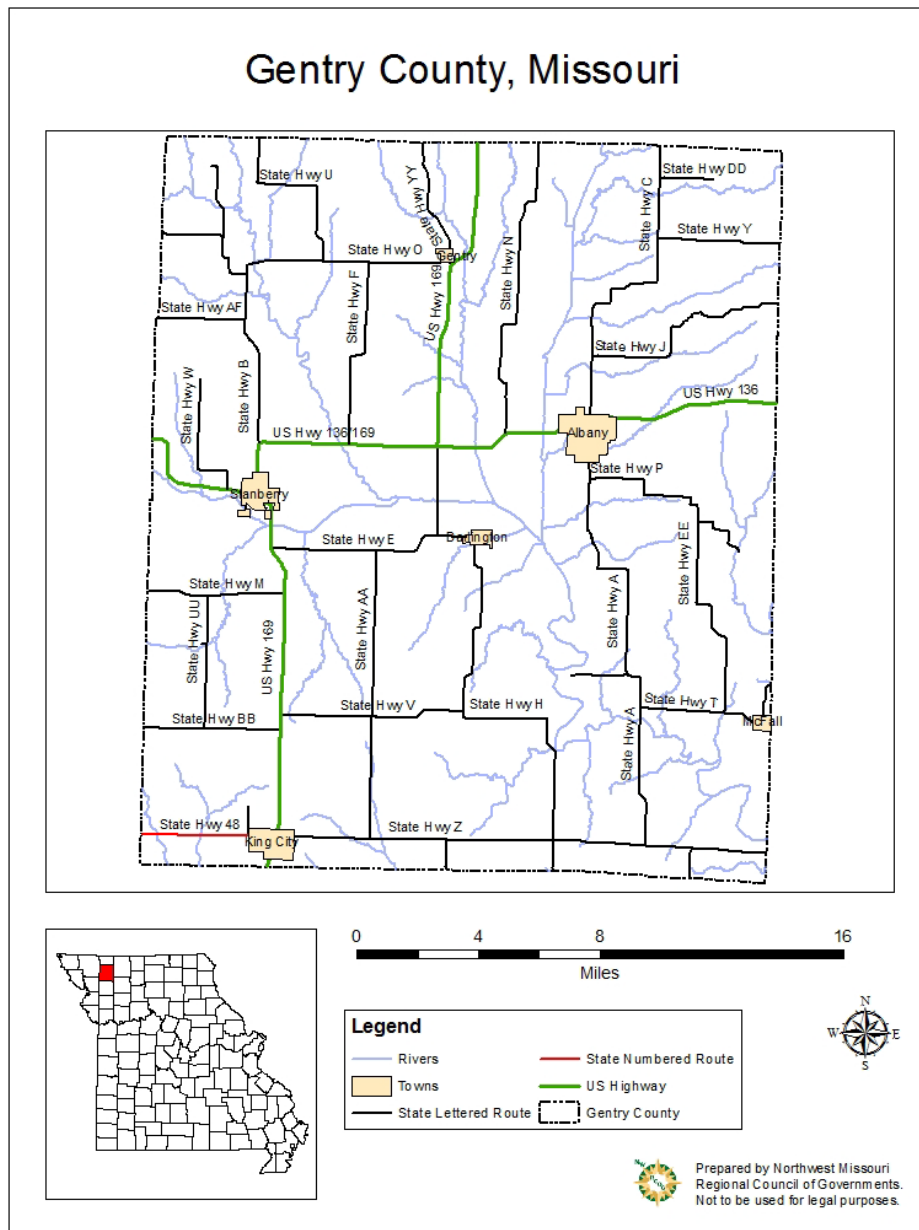 Gentry County, Missouri
State Hwy U
State Hwy YY
State Hwy C
State Hwy DD
State Hwy O
Gentry
State Hwy N
State Hwy Y
State Hwy F
US Hwy 169
State Hwy AF
State Hwy J
State Hwy W
State Hwy B
US Hwy 136
US Hwy 136/169
Albany
State Hwy P
Stanberry
State Hwy E
Darlington
State Hwy EE
State Hwy M
State Hwy UU
State Hwy AA
State Hwy A
US Hwy 169
State Hwy V
State Hwy H
State Hwy T
State Hwy BB
McFall
State Hwy A
State Hwy 48
King City
State Hwy Z
0 4 8 16
Miles
Legend
Rivers
State Numbered Route
Towns
US Highway
State Lettered Route
Gentry County
N
W E
S
Prepared by Northwest Missouri
Regional Council of Governments.
Not to be used for legal purposes.